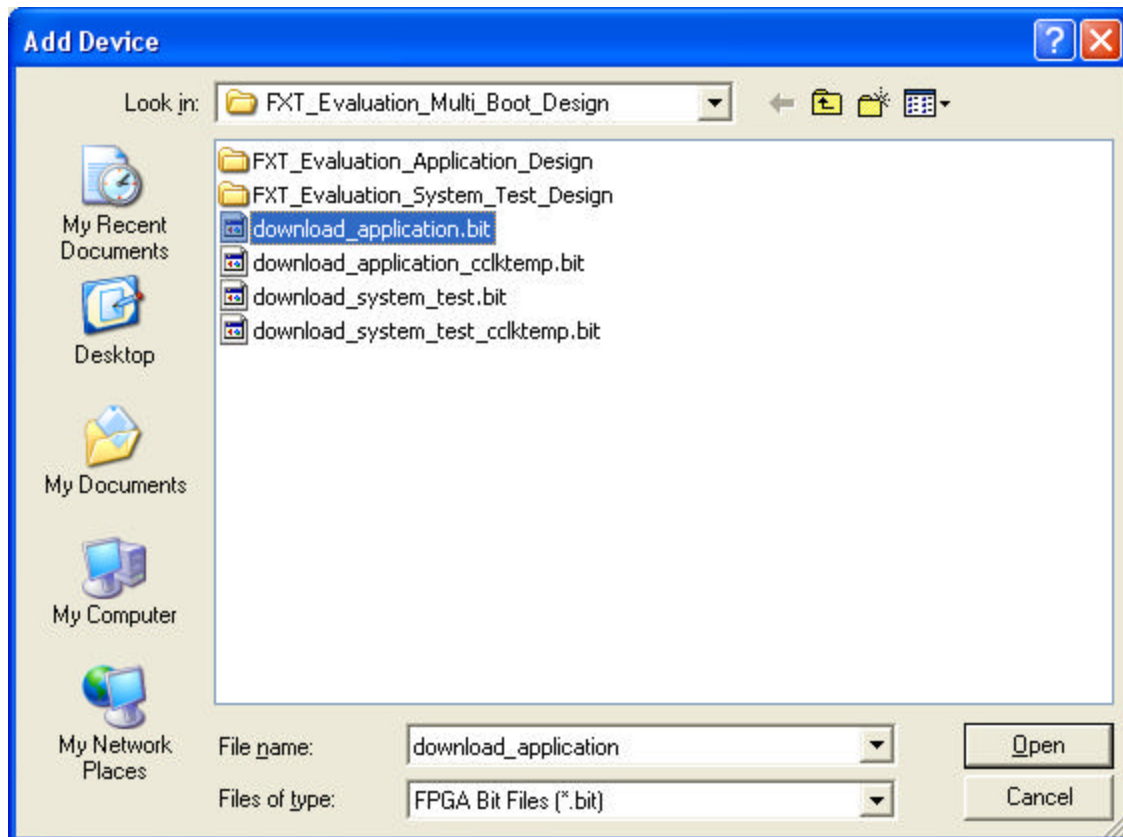 Add Device
Look in:
FXT_Evaluation_Multi_Boot_Design
My Recent
Documents
Desktop
My Documents
My Computer
My Network
Places
FXT_Evaluation_Application_Design
FXT_Evaluation_System_Test_Design
download_application.bit
download_application_cclktemp.bit
download_system_test.bit
download_system_test_cclktemp.bit
File name:
download_application
Open
Files of type:
FPGA Bit Files (*.bit)
Cancel